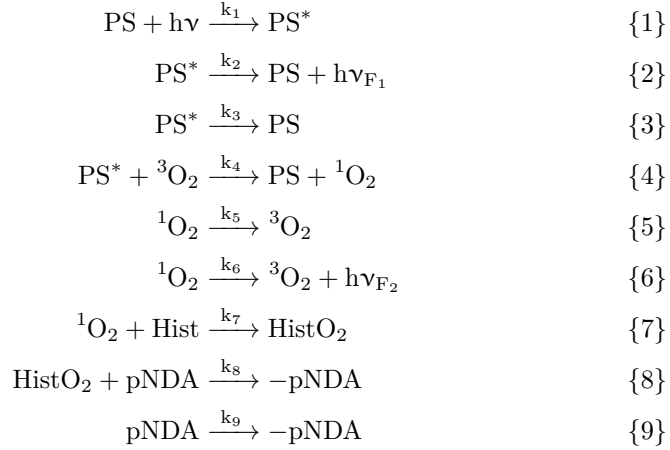 PS + hν —k₁→ PS* {1}
PS* —k₂→ PS + hν_F₁ {2}
PS* —k₃→ PS {3}
PS* + ³O₂ —k₄→ PS + ¹O₂ {4}
¹O₂ —k₅→ ³O₂ {5}
¹O₂ —k₆→ ³O₂ + hν_F₂ {6}
¹O₂ + Hist —k₇→ HistO₂ {7}
HistO₂ + pNDA —k₈→ −pNDA {8}
pNDA —k₉→ −pNDA {9}